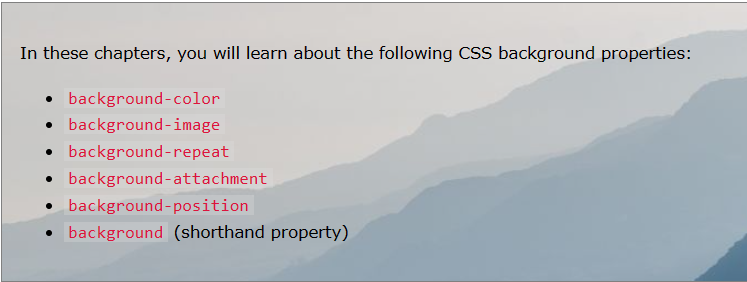 In these chapters, you will learn about the following CSS background properties:
background-color
background-image
background-repeat
background-attachment
background-position
background (shorthand property)